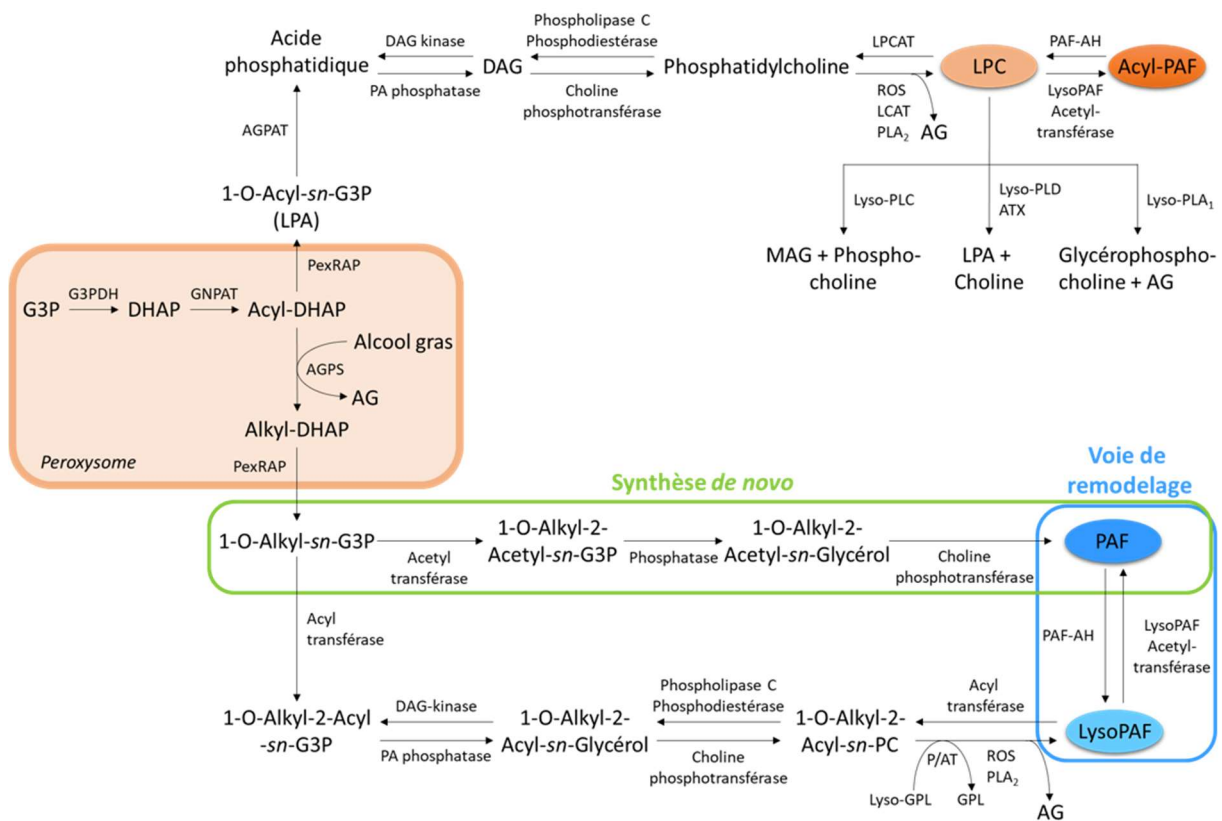 Acide
phosphatidique
DAG kinase
PA phosphatase
DAG
Phospholipase C
Phosphodiestérase
Choline
phosphotransférase
Phosphatidylcholine
LPCAT
ROS
LCAT
PLA₂
AG
LPC
PAF-AH
LysoPAF
Acetyl-
transférase
Acyl-PAF
AGPAT
1-O-Acyl-sn-G3P
(LPA)
Lyso-PLC
Lyso-PLD
ATX
Lyso-PLA₁
MAG + Phospho-
choline
LPA +
Choline
Glycérophospho-
choline + AG
PexRAP
G3P
G3PDH
DHAP
GNPAT
Acyl-DHAP
Alcool gras
AGPS
AG
Alkyl-DHAP
Peroxysome
PexRAP
Synthèse de novo
Voie de
remodelage
1-O-Alkyl-sn-G3P
Acetyl
transférase
1-O-Alkyl-2-
Acetyl-sn-G3P
Phosphatase
1-O-Alkyl-2-
Acetyl-sn-Glycérol
Choline
phosphotransférase
PAF
Acyl
transférase
PAF-AH
LysoPAF
Acetyl-
transférase
1-O-Alkyl-2-Acyl
-sn-G3P
DAG-kinase
PA phosphatase
1-O-Alkyl-2-
Acyl-sn-Glycérol
Phospholipase C
Phosphodiestérase
Choline
phosphotransférase
1-O-Alkyl-2-
Acyl-sn-PC
Acyl
transférase
P/AT
ROS
PLA₂
Lyso-GPL
GPL
AG
LysoPAF